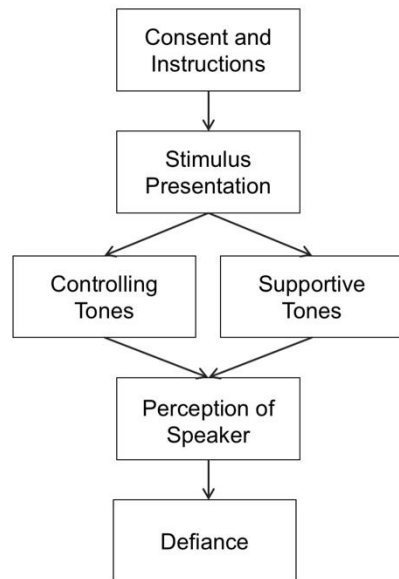 Consent and
Instructions
Stimulus
Presentation
Controlling
Tones
Supportive
Tones
Perception of
Speaker
Defiance